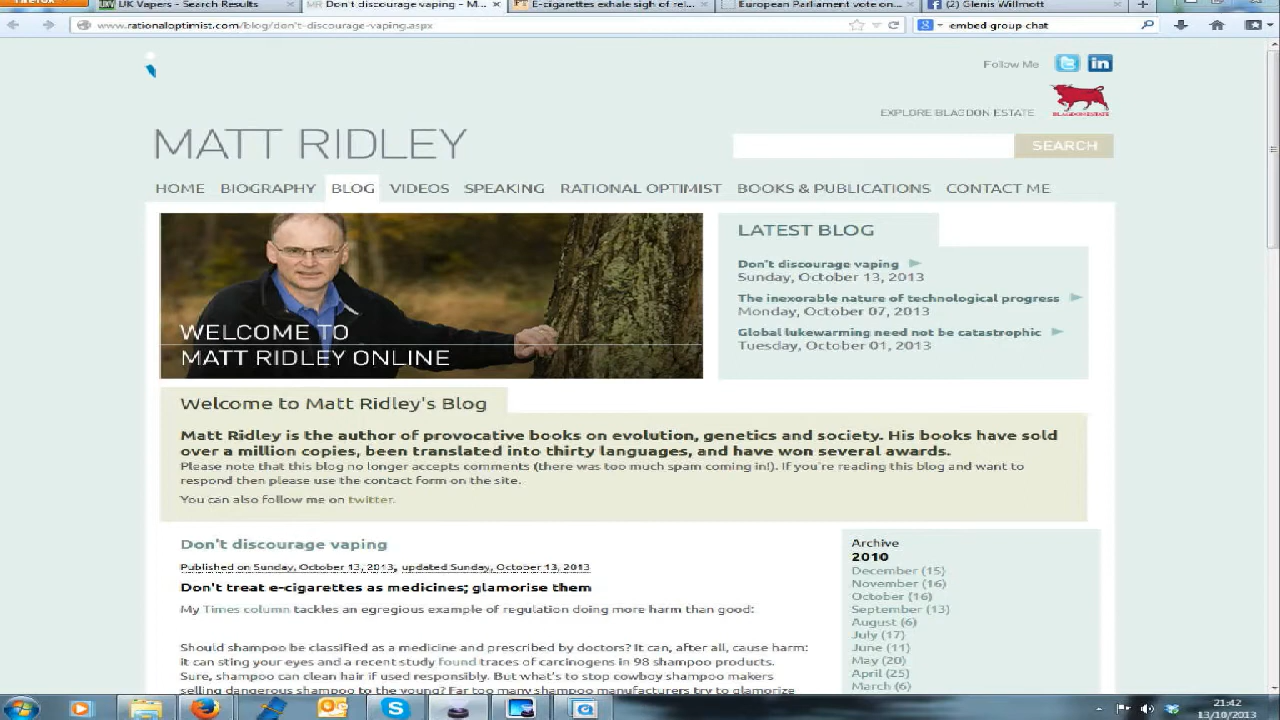 UK Vapers - Search Results
Don't discourage vaping - M...
E-cigarettes exhale sigh of rel...
European Parliament vote on...
(2) Glenis Willmott
www.rationaloptimist.com/blog/don't-discourage-vaping.aspx
embed group chat
Follow Me
EXPLORE BLAGDON ESTATE
BLAGDON ESTATE
MATT RIDLEY
SEARCH
HOME BIOGRAPHY BLOG VIDEOS SPEAKING RATIONAL OPTIMIST BOOKS & PUBLICATIONS CONTACT ME
WELCOME TO
MATT RIDLEY ONLINE
LATEST BLOG
Don't discourage vaping
Sunday, October 13, 2013
The inexorable nature of technological progress
Monday, October 07, 2013
Global lukewarming need not be catastrophic
Tuesday, October 01, 2013
Welcome to Matt Ridley's Blog
Matt Ridley is the author of provocative books on evolution, genetics and society. His books have sold
over a million copies, been translated into thirty languages, and have won several awards.
Please note that this blog no longer accepts comments (there was too much spam coming in!). If you're reading this blog and want to
respond then please use the contact form on the site.
You can also follow me on twitter.
Don't discourage vaping
Published on Sunday, October 13, 2013, updated Sunday, October 13, 2013
Don't treat e-cigarettes as medicines; glamorise them
My Times column tackles an egregious example of regulation doing more harm than good:
Should shampoo be classified as a medicine and prescribed by doctors? It can, after all, cause harm:
it can sting your eyes and a recent study found traces of carcinogens in 98 shampoo products.
Sure, shampoo can clean hair if used responsibly. But what's to stop cowboy shampoo makers
selling dangerous shampoo to the young? Far too many shampoo manufacturers try to glamorize
Archive
2010
December (15)
November (16)
October (16)
September (13)
August (6)
July (17)
June (11)
May (20)
April (25)
March (6)
21:42
13/10/2013